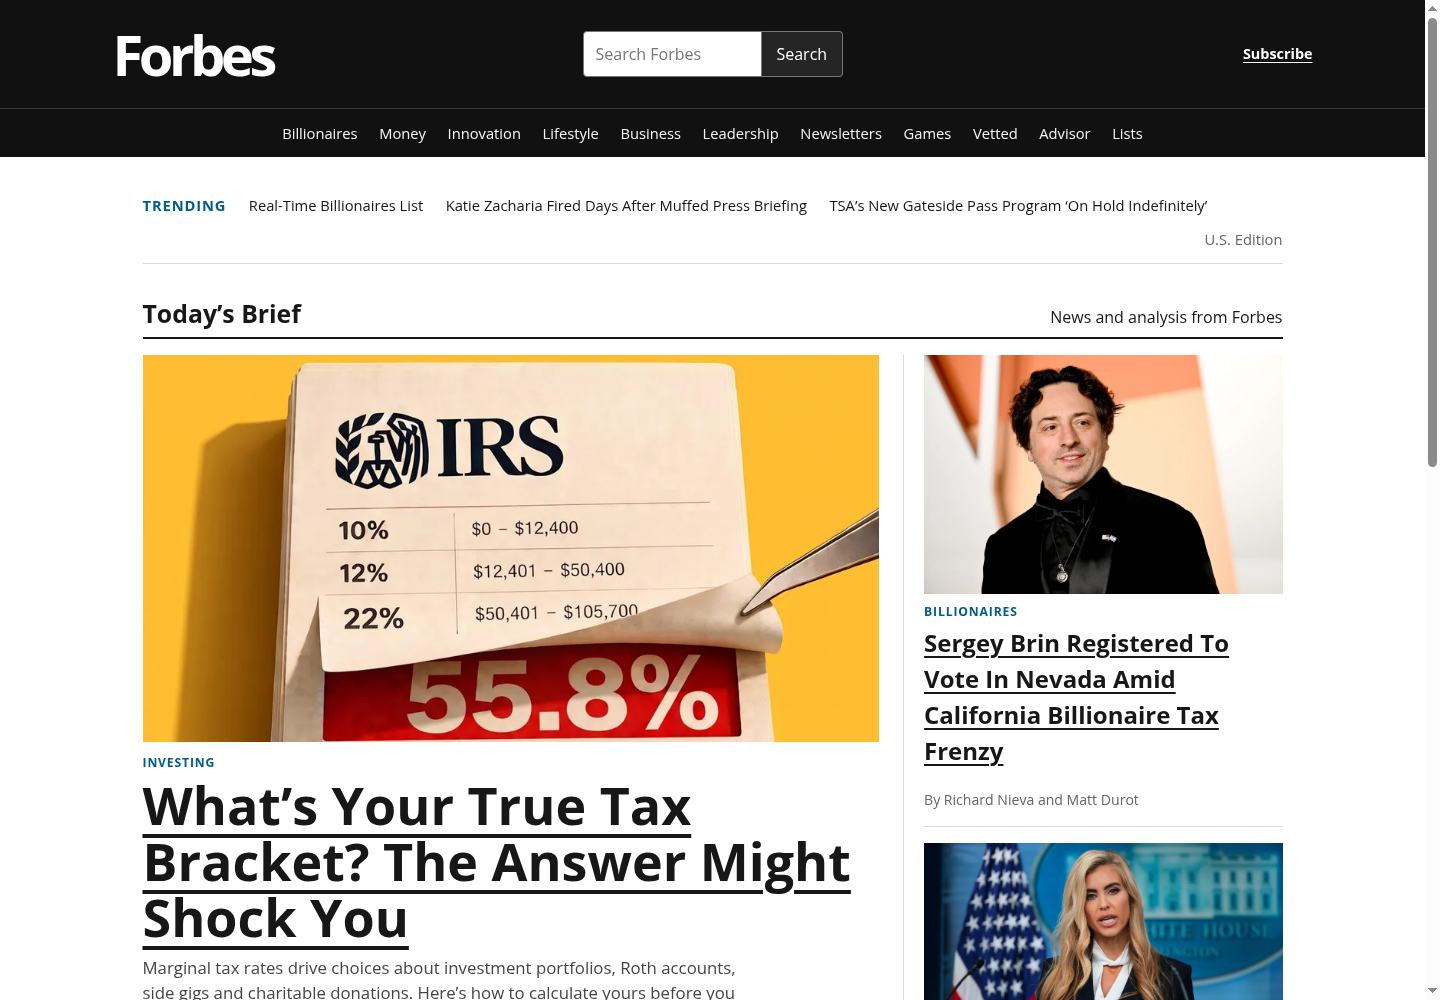 Forbes
Search Forbes
Search
Subscribe
Billionaires Money Innovation Lifestyle Business Leadership Newsletters Games Vetted Advisor Lists
TRENDING Real-Time Billionaires List Katie Zacharia Fired Days After Muffed Press Briefing TSA’s New Gateside Pass Program ‘On Hold Indefinitely’
U.S. Edition
Today’s Brief
News and analysis from Forbes
IRS
10% $0 – $12,400
12% $12,401 – $50,400
22% $50,401 – $105,700
55.8%
INVESTING
What’s Your True Tax
Bracket? The Answer Might
Shock You
Marginal tax rates drive choices about investment portfolios, Roth accounts,
side gigs and charitable donations. Here’s how to calculate yours before you
BILLIONAIRES
Sergey Brin Registered To
Vote In Nevada Amid
California Billionaire Tax
Frenzy
By Richard Nieva and Matt Durot
HITE HOUSE